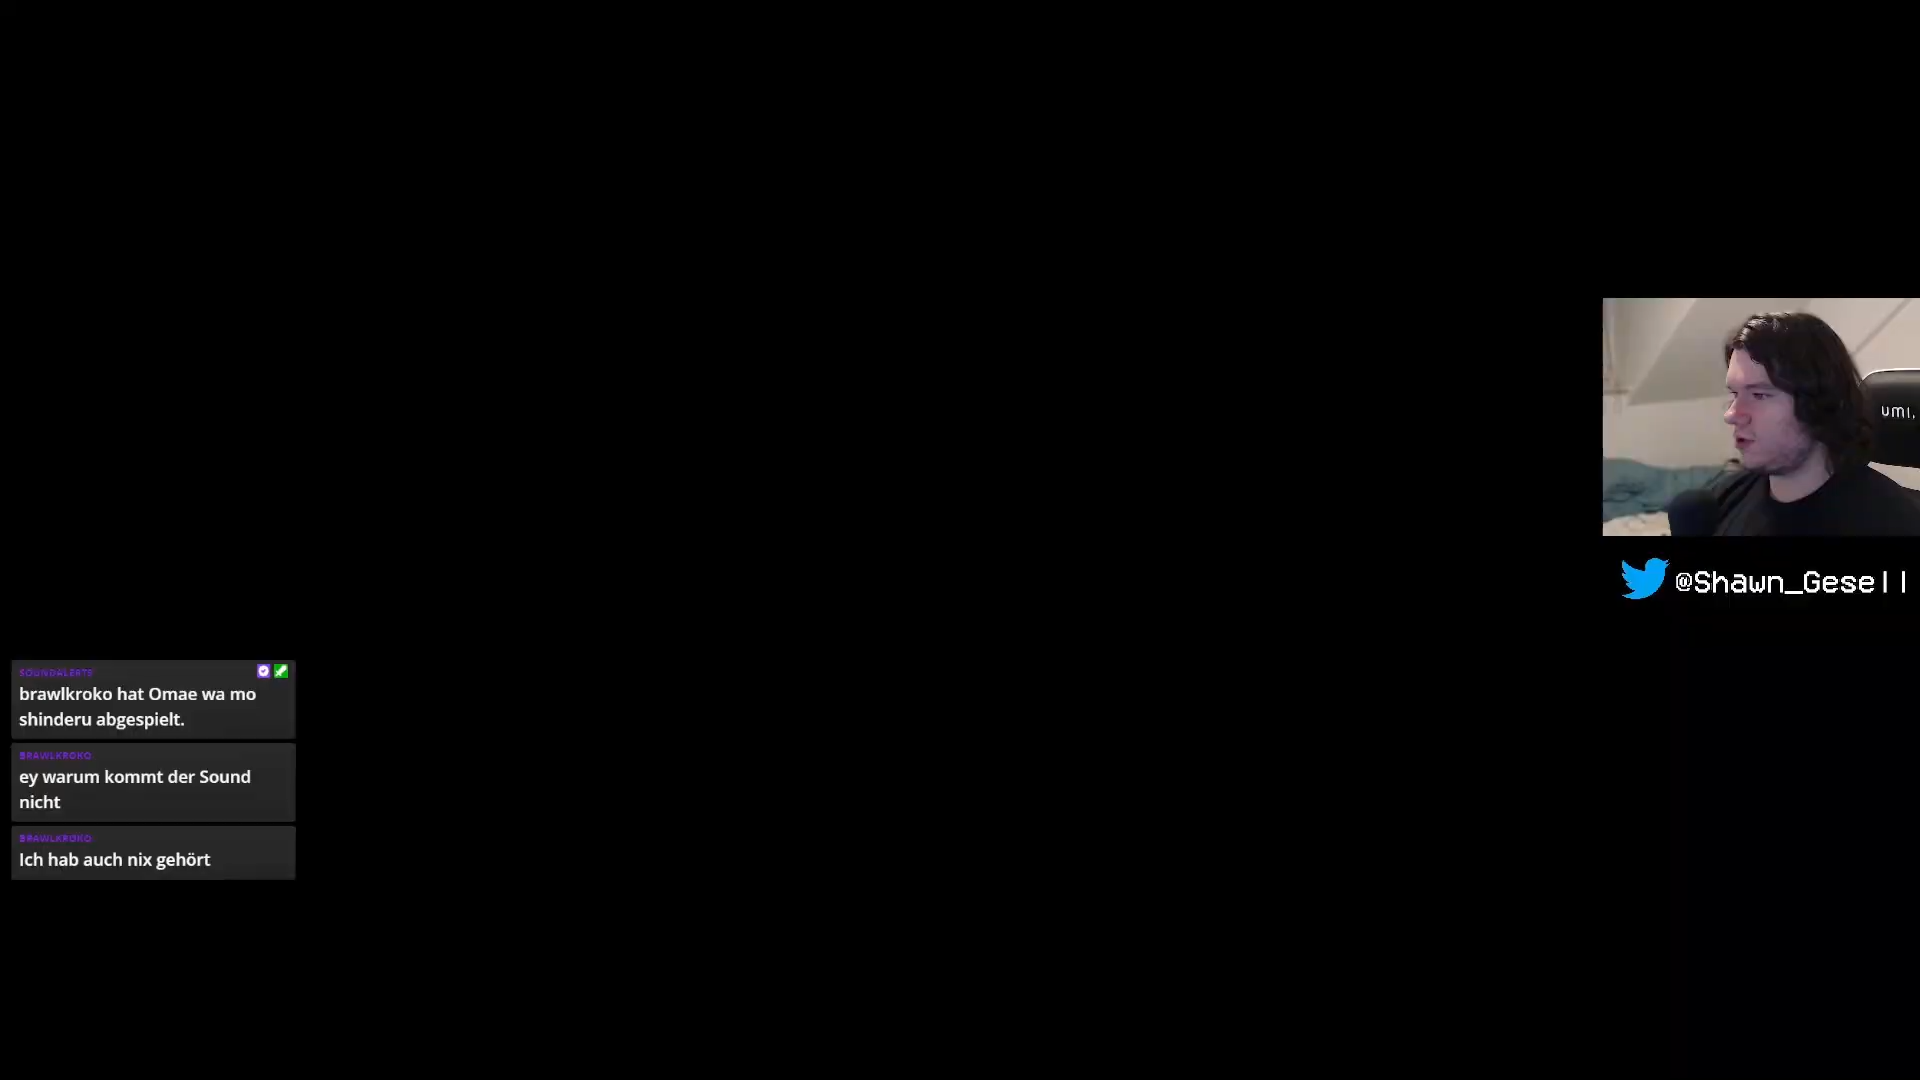 umi,
@Shawn_Gesell
SOUNDALERTS
brawlkroko hat Omae wa mo
shinderu abgespielt.
BRAWLKROKO
ey warum kommt der Sound
nicht
BRAWLKROKO
Ich hab auch nix gehört